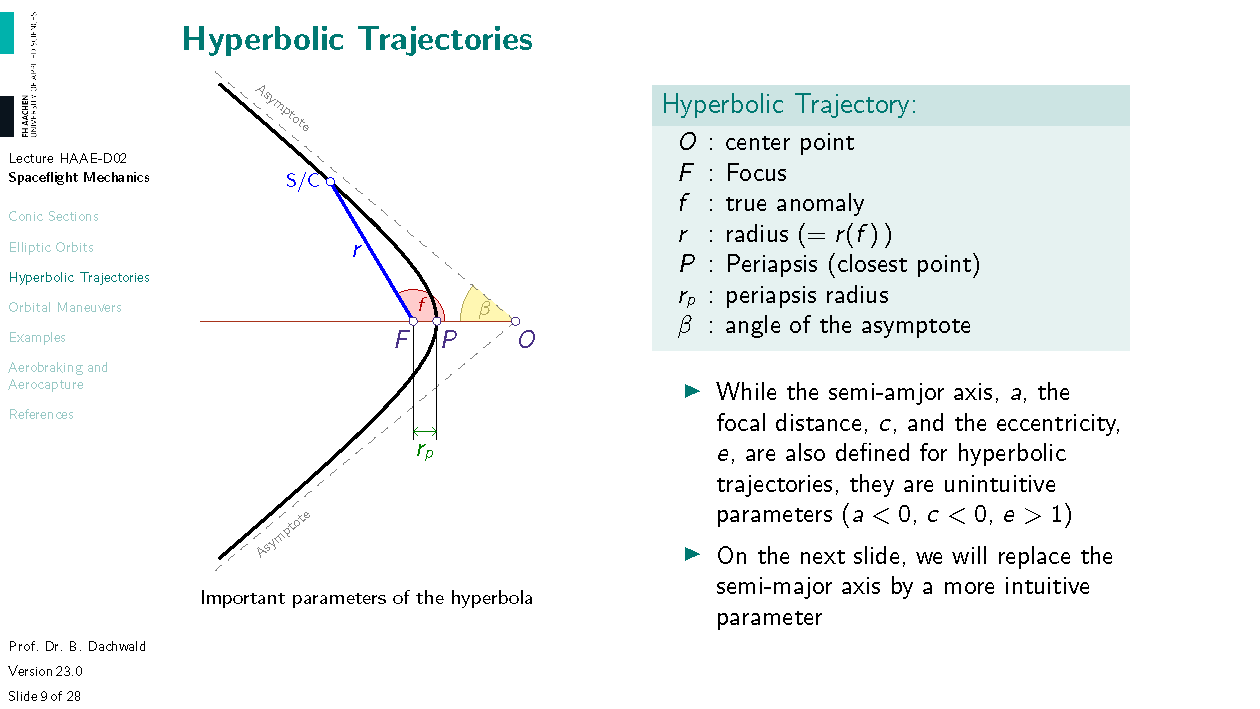 FH AACHEN
UNIVERSITY OF APPLIED SCIENCES
Lecture HAAE-D02
Spaceflight Mechanics
Conic Sections
Elliptic Orbits
Hyperbolic Trajectories
Orbital Maneuvers
Examples
Aerobraking and
Aerocapture
References
Prof. Dr. B. Dachwald
Version 23.0
Slide 9 of 28
Hyperbolic Trajectories
Asymptote
S/C
r
f
β
F
P
O
r_p
Asymptote
Important parameters of the hyperbola
Hyperbolic Trajectory:
O : center point
F : Focus
f : true anomaly
r : radius (= r(f))
P : Periapsis (closest point)
r_p : periapsis radius
β : angle of the asymptote
▶ While the semi-amjor axis, a, the
focal distance, c, and the eccentricity,
e, are also defined for hyperbolic
trajectories, they are unintuitive
parameters (a < 0, c < 0, e > 1)
▶ On the next slide, we will replace the
semi-major axis by a more intuitive
parameter